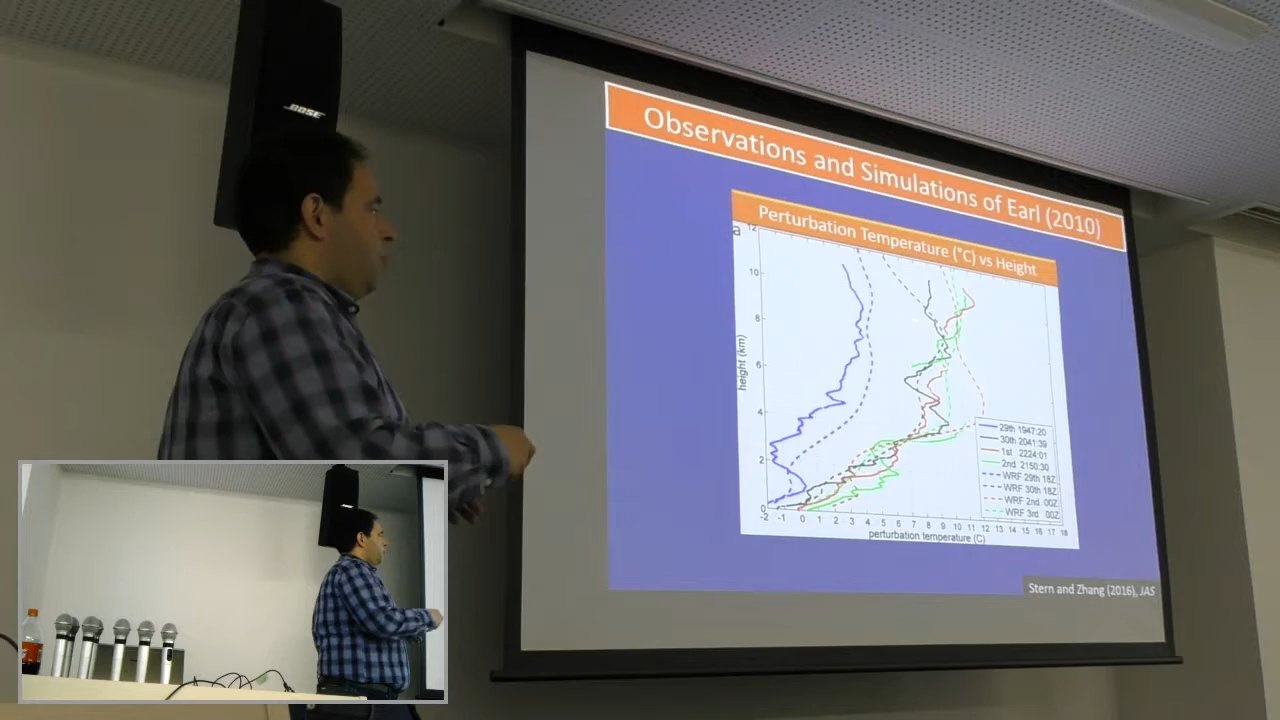 BOSE
Observations and Simulations of Earl (2010)
Perturbation Temperature (°C) vs Height
a
12
10
8
6
4
2
0
height (km)
29th 1947:20
30th 2041:39
1st 2224:01
2nd 2150:30
WRF 29th 18Z
WRF 30th 18Z
WRF 2nd 00Z
WRF 3rd 00Z
-2 -1 0 1 2 3 4 5 6 7 8 9 10 11 12 13 14 15 16 17 18
perturbation temperature (C)
Stern and Zhang (2016), JAS